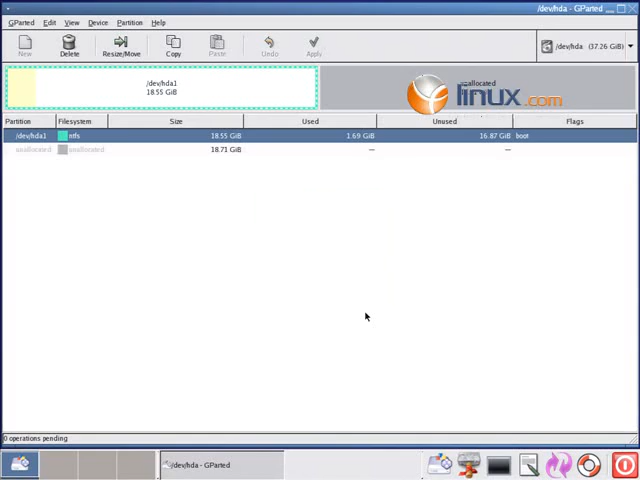 /dev/hda - GParted
GParted Edit View Device Partition Help
New Delete Resize/Move Copy Paste Undo Apply
/dev/hda (37.26 GiB)
/dev/hda1
18.55 GiB
unallocated
linux.com
Partition Filesystem Size Used Unused Flags
/dev/hda1 ntfs 18.55 GiB 1.69 GiB 16.87 GiB boot
unallocated unallocated 18.71 GiB --- ---
0 operations pending
/dev/hda - GParted